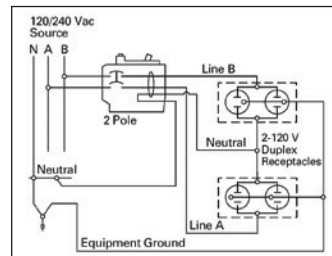 120/240 Vac
Source
N A B
Line B
2 Pole
Neutral
2-120 V
Duplex
Receptacles
Neutral
Line A
Equipment Ground